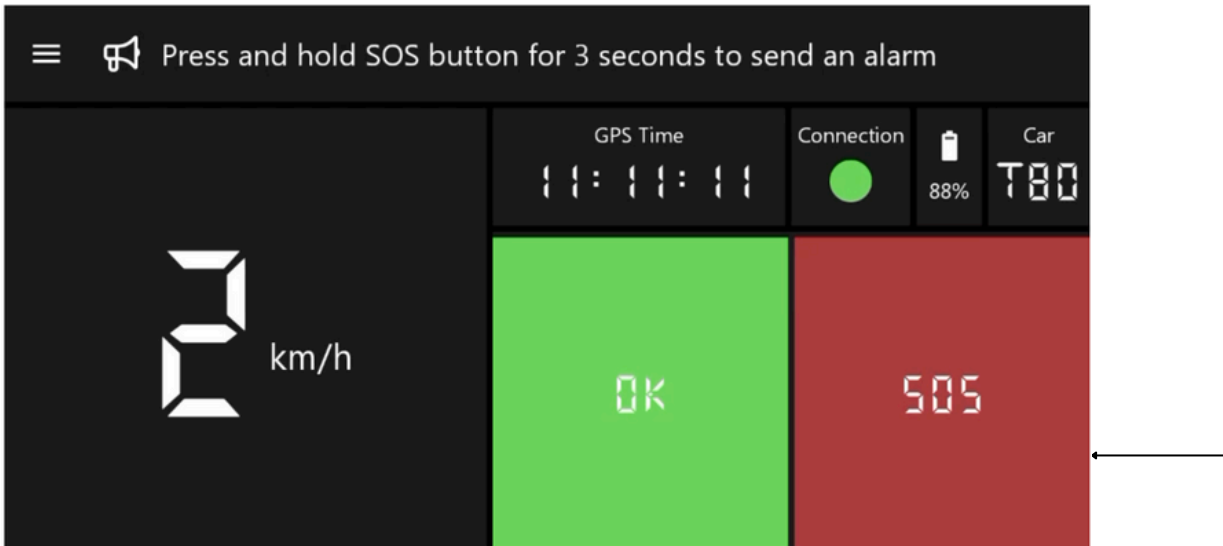 Press and hold SOS button for 3 seconds to send an alarm
GPS Time
11:11:11
Connection
88%
Car
T80
2 km/h
OK
SOS